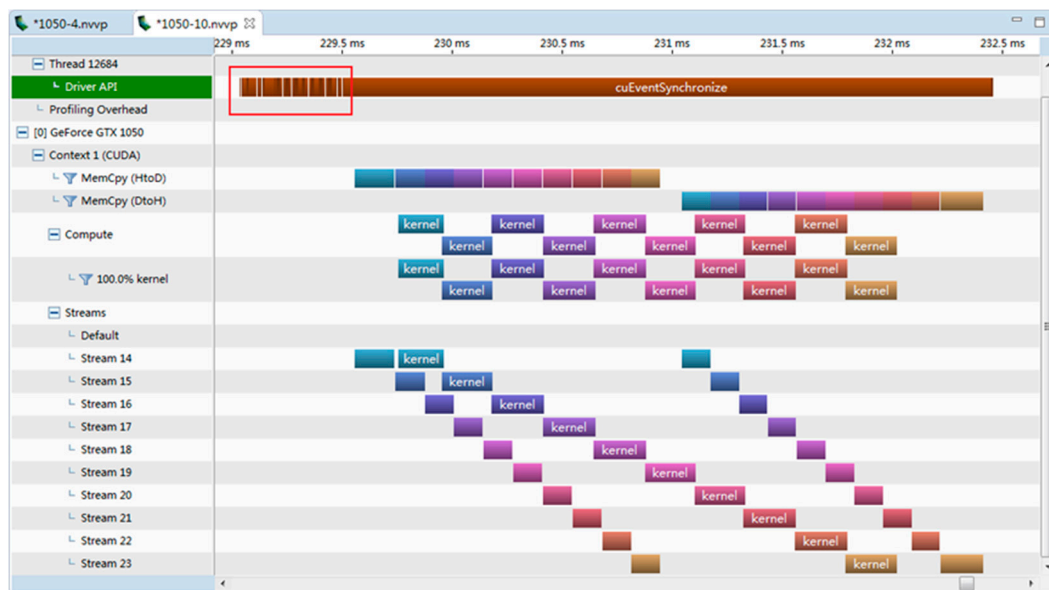 *1050-4.nvvp *1050-10.nvvp
229 ms 229.5 ms 230 ms 230.5 ms 231 ms 231.5 ms 232 ms 232.5 ms
Thread 12684
Driver API cuEventSynchronize
Profiling Overhead
[0] GeForce GTX 1050
Context 1 (CUDA)
MemCpy (HtoD)
MemCpy (DtoH)
kernel kernel kernel kernel kernel
Compute
kernel kernel kernel kernel kernel
kernel kernel kernel kernel kernel
100.0% kernel
kernel kernel kernel kernel kernel
Streams
Default
Stream 14 kernel
Stream 15 kernel
Stream 16 kernel
Stream 17 kernel
Stream 18 kernel
Stream 19 kernel
Stream 20 kernel
Stream 21 kernel
Stream 22 kernel
Stream 23 kernel